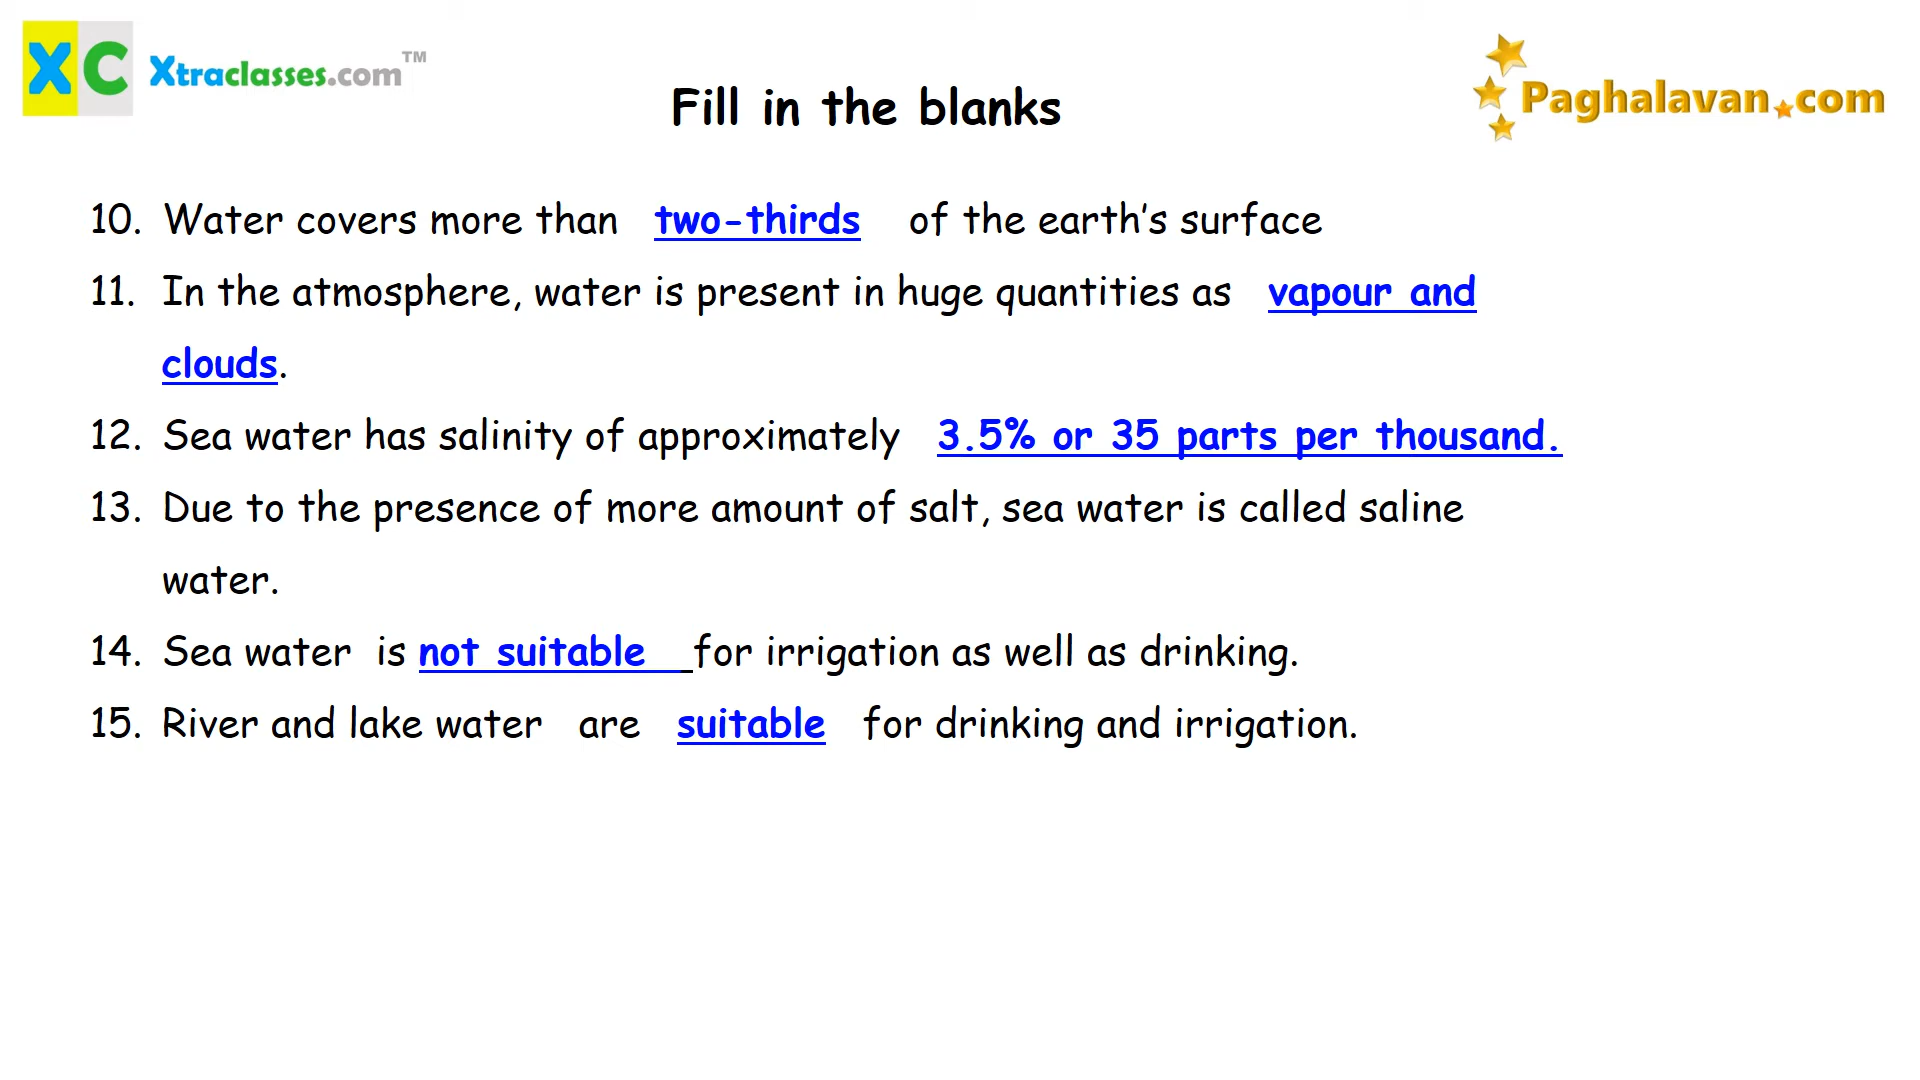 XC Xtraclasses.com™
Fill in the blanks
Paghalavan.com
10. Water covers more than two-thirds of the earth’s surface
11. In the atmosphere, water is present in huge quantities as vapour and
clouds.
12. Sea water has salinity of approximately 3.5% or 35 parts per thousand.
13. Due to the presence of more amount of salt, sea water is called saline
water.
14. Sea water is not suitable _for irrigation as well as drinking.
15. River and lake water are suitable for drinking and irrigation.